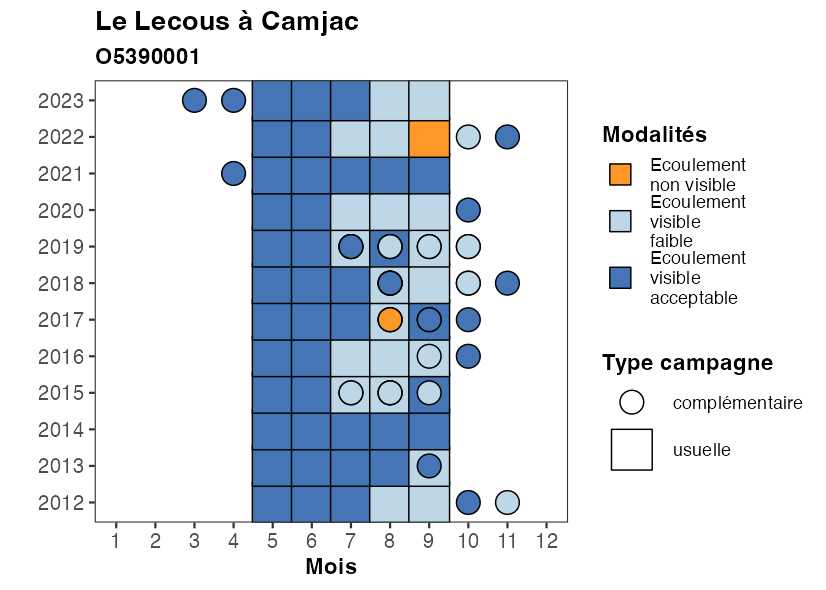 Le Lecous à Camjac
O5390001
2023
2022
2021
2020
2019
2018
2017
2016
2015
2014
2013
2012
1 2 3 4 5 6 7 8 9 10 11 12
Mois
Modalités
Ecoulement
non visible
Ecoulement
visible
faible
Ecoulement
visible
acceptable
Type campagne
complémentaire
usuelle